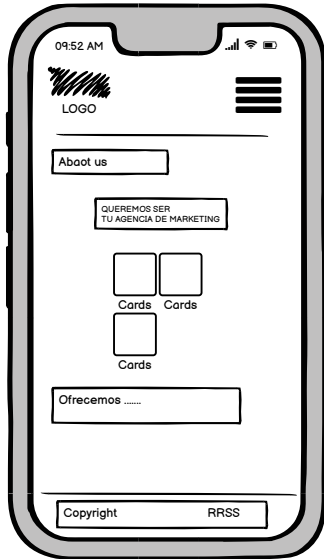 09:52 AM
LOGO
Abaot us
QUEREMOS SER
TU AGENCIA DE MARKETING
Cards Cards
Cards
Ofrecemos .......
Copyright RRSS